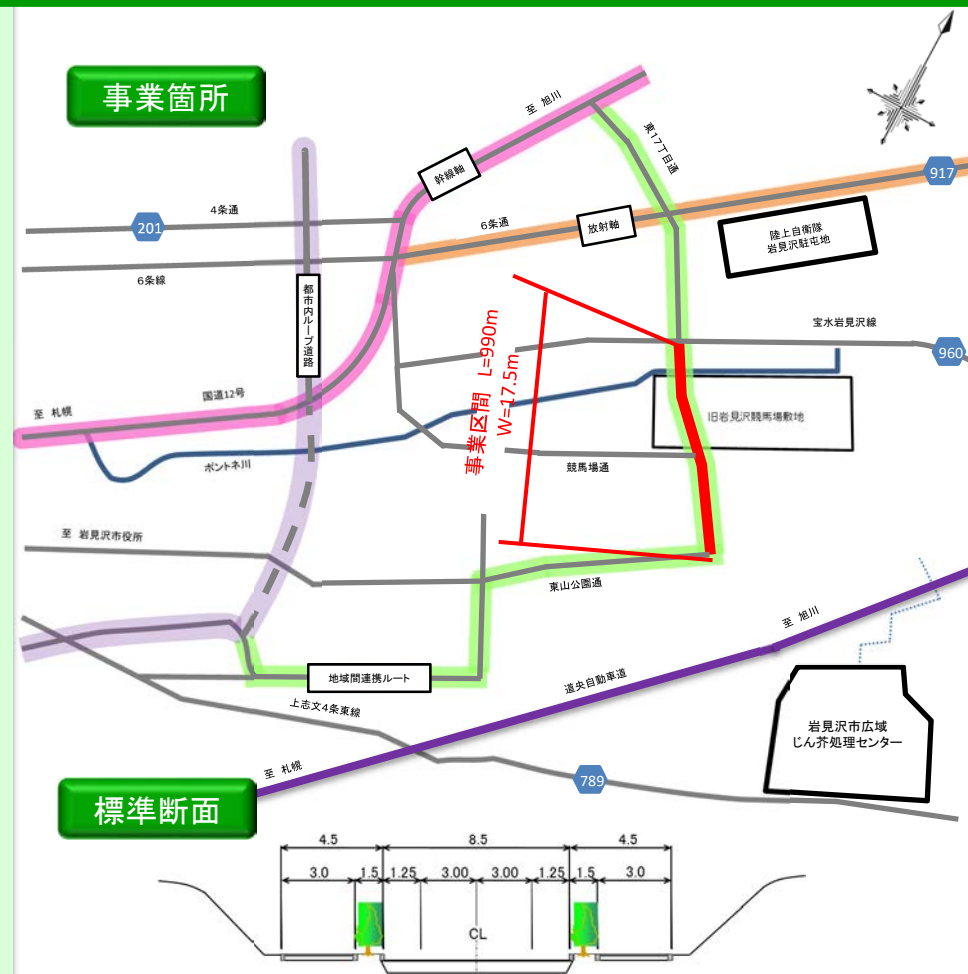 事業箇所
至 旭川
東17丁目通
幹線軸
917
4条通
201
6条通
放射軸
陸上自衛隊
岩見沢駐屯地
6条線
都市内ループ道路
宝水岩見沢線
960
事業区間 L=990m
W=17.5m
国道12号
至 札幌
旧岩見沢競馬場敷地
ポントネ川
競馬場通
至 岩見沢市役所
東山公園通
至 旭川
地域間連携ルート
道央自動車道
上志文4条東線
岩見沢市広域
じん芥処理センター
至 札幌
789
標準断面
4.5 8.5 4.5
3.0 1.5 1.25 3.00 3.00 1.25 1.5 3.0
CL